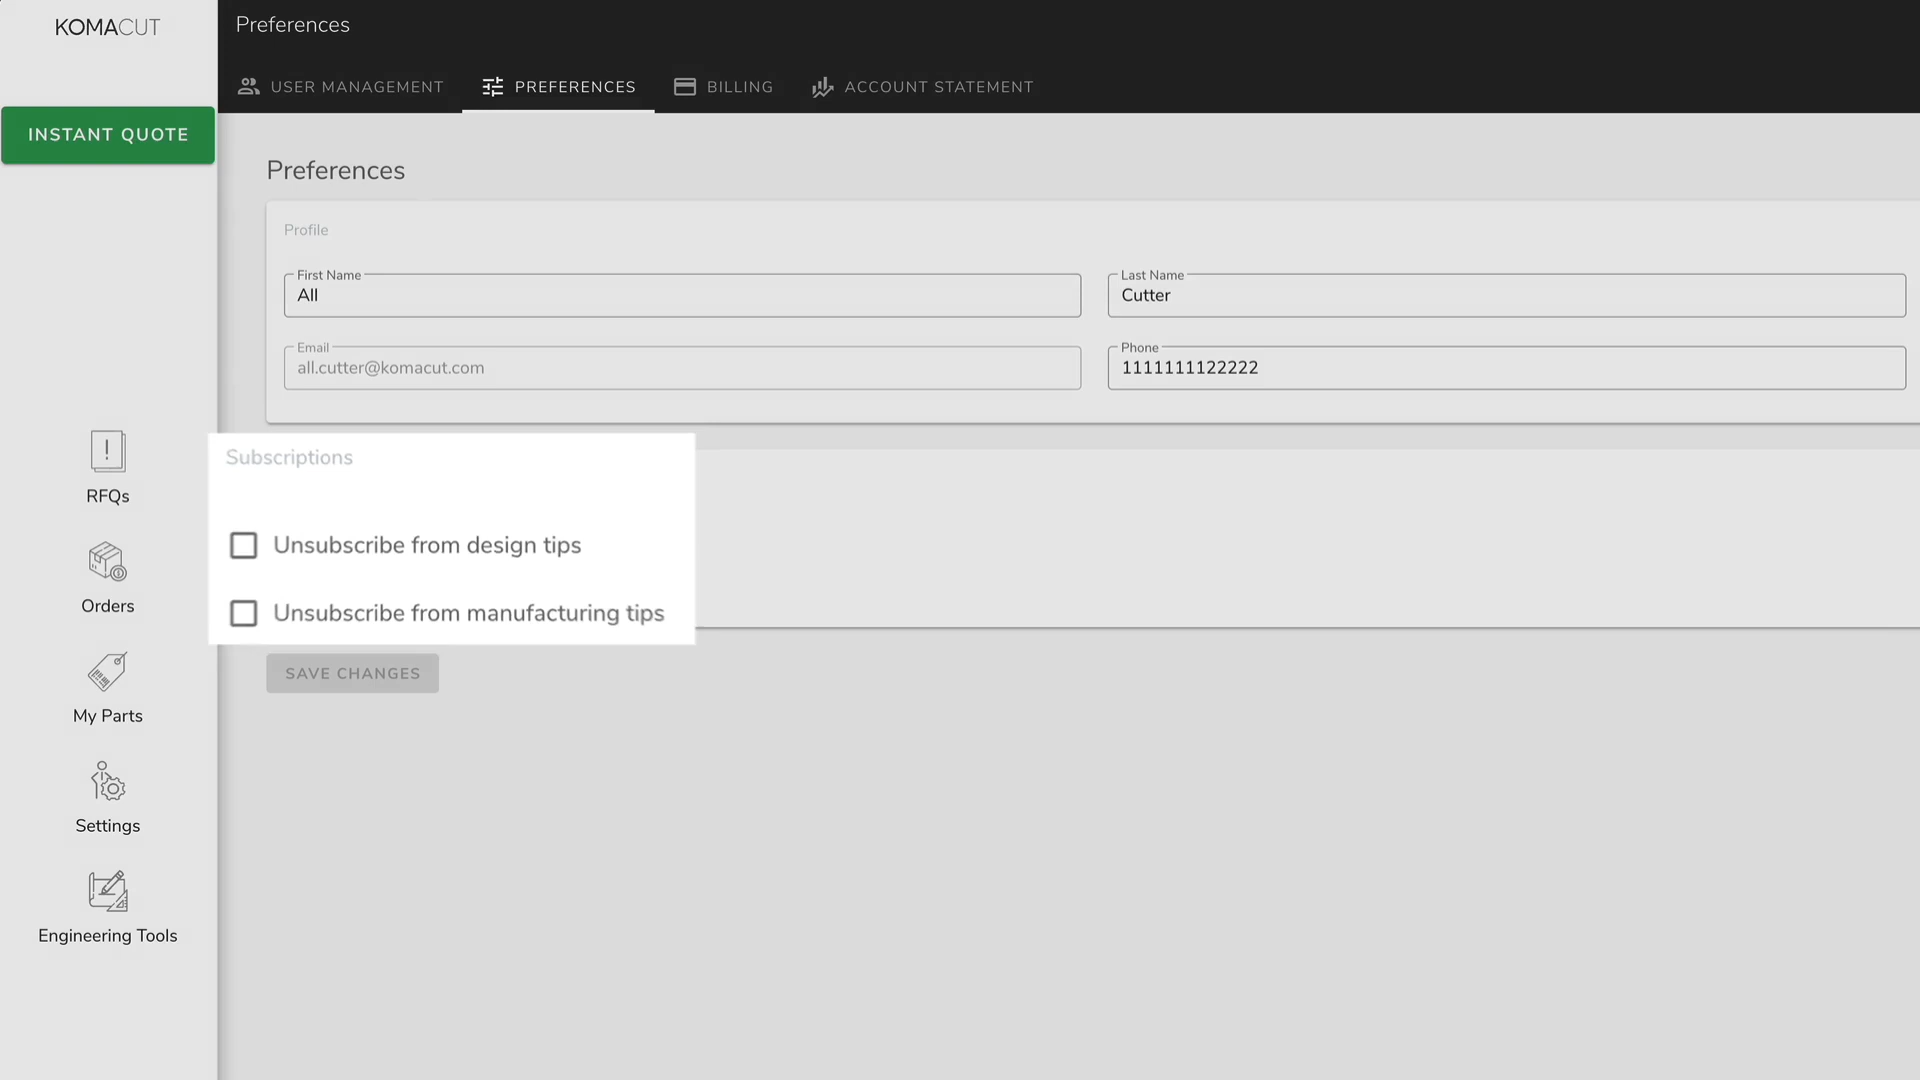 KOMACUT
Preferences
USER MANAGEMENT
PREFERENCES
BILLING
ACCOUNT STATEMENT
INSTANT QUOTE
Preferences
Profile
First Name
All
Last Name
Cutter
Email
all.cutter@komacut.com
Phone
1111111122222
Subscriptions
Unsubscribe from design tips
Unsubscribe from manufacturing tips
SAVE CHANGES
RFQs
Orders
My Parts
Settings
Engineering Tools